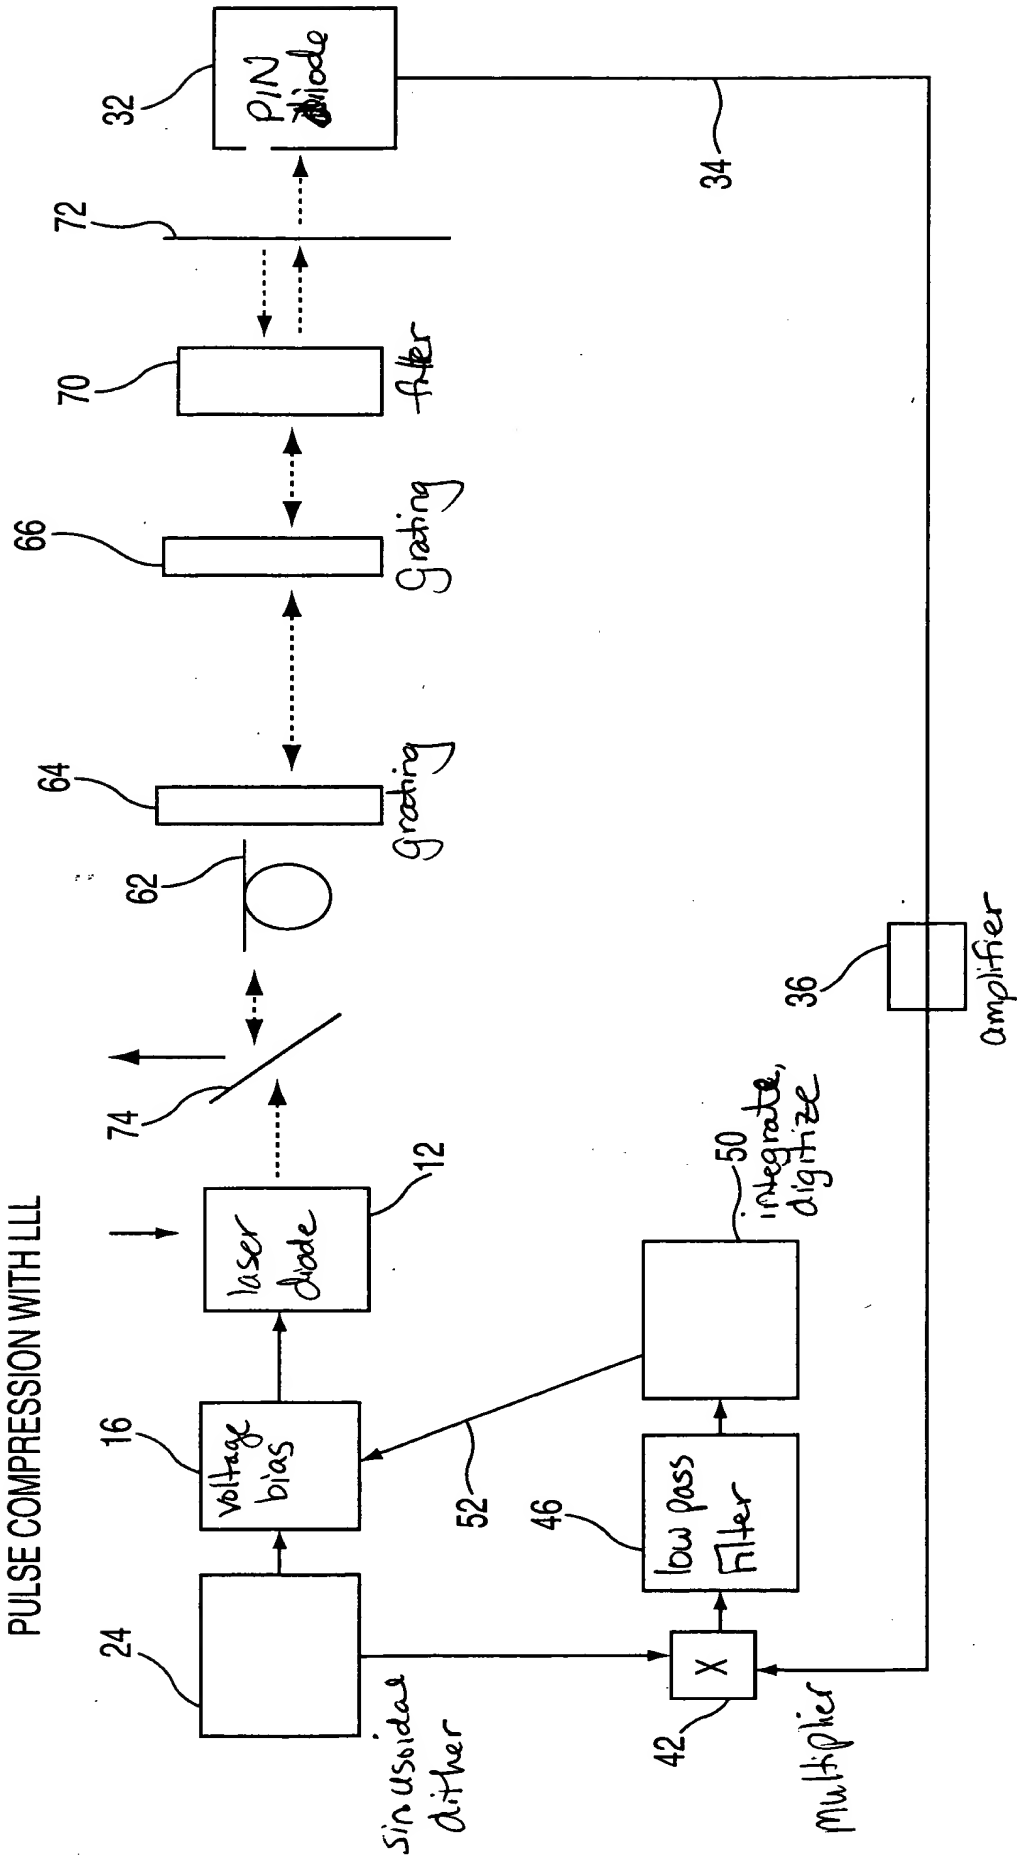 PULSE COMPRESSION WITH LLL
24
sinusoidal
dither
16
voltage
bias
12
laser
diode
74
62
64
grating
66
grating
70
filter
72
32
PIN
diode
34
36
amplifier
50
integrate,
digitize
52
46
low pass
Filter
42
X
Multiplier